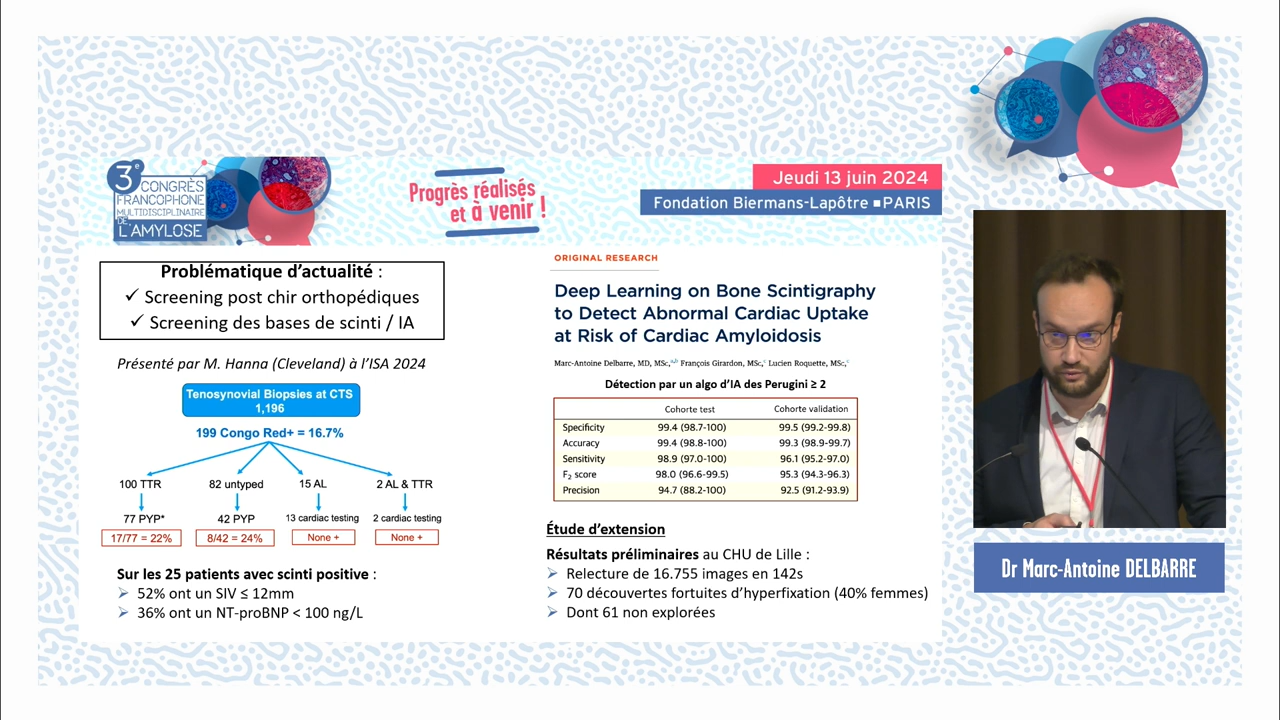 3e
CONGRÈS
FRANCOPHONE
MULTIDISCIPLINAIRE
DE
L'AMYLOSE
Progrès réalisés
et à venir !
Jeudi 13 juin 2024
Fondation Biermans-Lapôtre ■ PARIS
Problématique d'actualité :
✓ Screening post chir orthopédiques
✓ Screening des bases de scinti / IA
Présenté par M. Hanna (Cleveland) à l'ISA 2024
Tenosynovial Biopsies at CTS
1,196
199 Congo Red+ = 16.7%
100 TTR 82 untyped 15 AL 2 AL & TTR
77 PYP* 42 PYP 13 cardiac testing 2 cardiac testing
17/77 = 22% 8/42 = 24% None + None +
Sur les 25 patients avec scinti positive :
➢ 52% ont un SIV ≤ 12mm
➢ 36% ont un NT-proBNP < 100 ng/L
ORIGINAL RESEARCH
Deep Learning on Bone Scintigraphy
to Detect Abnormal Cardiac Uptake
at Risk of Cardiac Amyloidosis
Marc-Antoine Delbarre, MD, MSc,a,b François Girardon, MSc,c Lucien Roquette, MSc,c
Détection par un algo d'IA des Perugini ≥ 2
Cohorte test Cohorte validation
Specificity 99.4 (98.7-100) 99.5 (99.2-99.8)
Accuracy 99.4 (98.8-100) 99.3 (98.9-99.7)
Sensitivity 98.9 (97.0-100) 96.1 (95.2-97.0)
F2 score 98.0 (96.6-99.5) 95.3 (94.3-96.3)
Precision 94.7 (88.2-100) 92.5 (91.2-93.9)
Étude d'extension
Résultats préliminaires au CHU de Lille :
➢ Relecture de 16.755 images en 142s
➢ 70 découvertes fortuites d'hyperfixation (40% femmes)
➢ Dont 61 non explorées
Dr Marc-Antoine DELBARRE